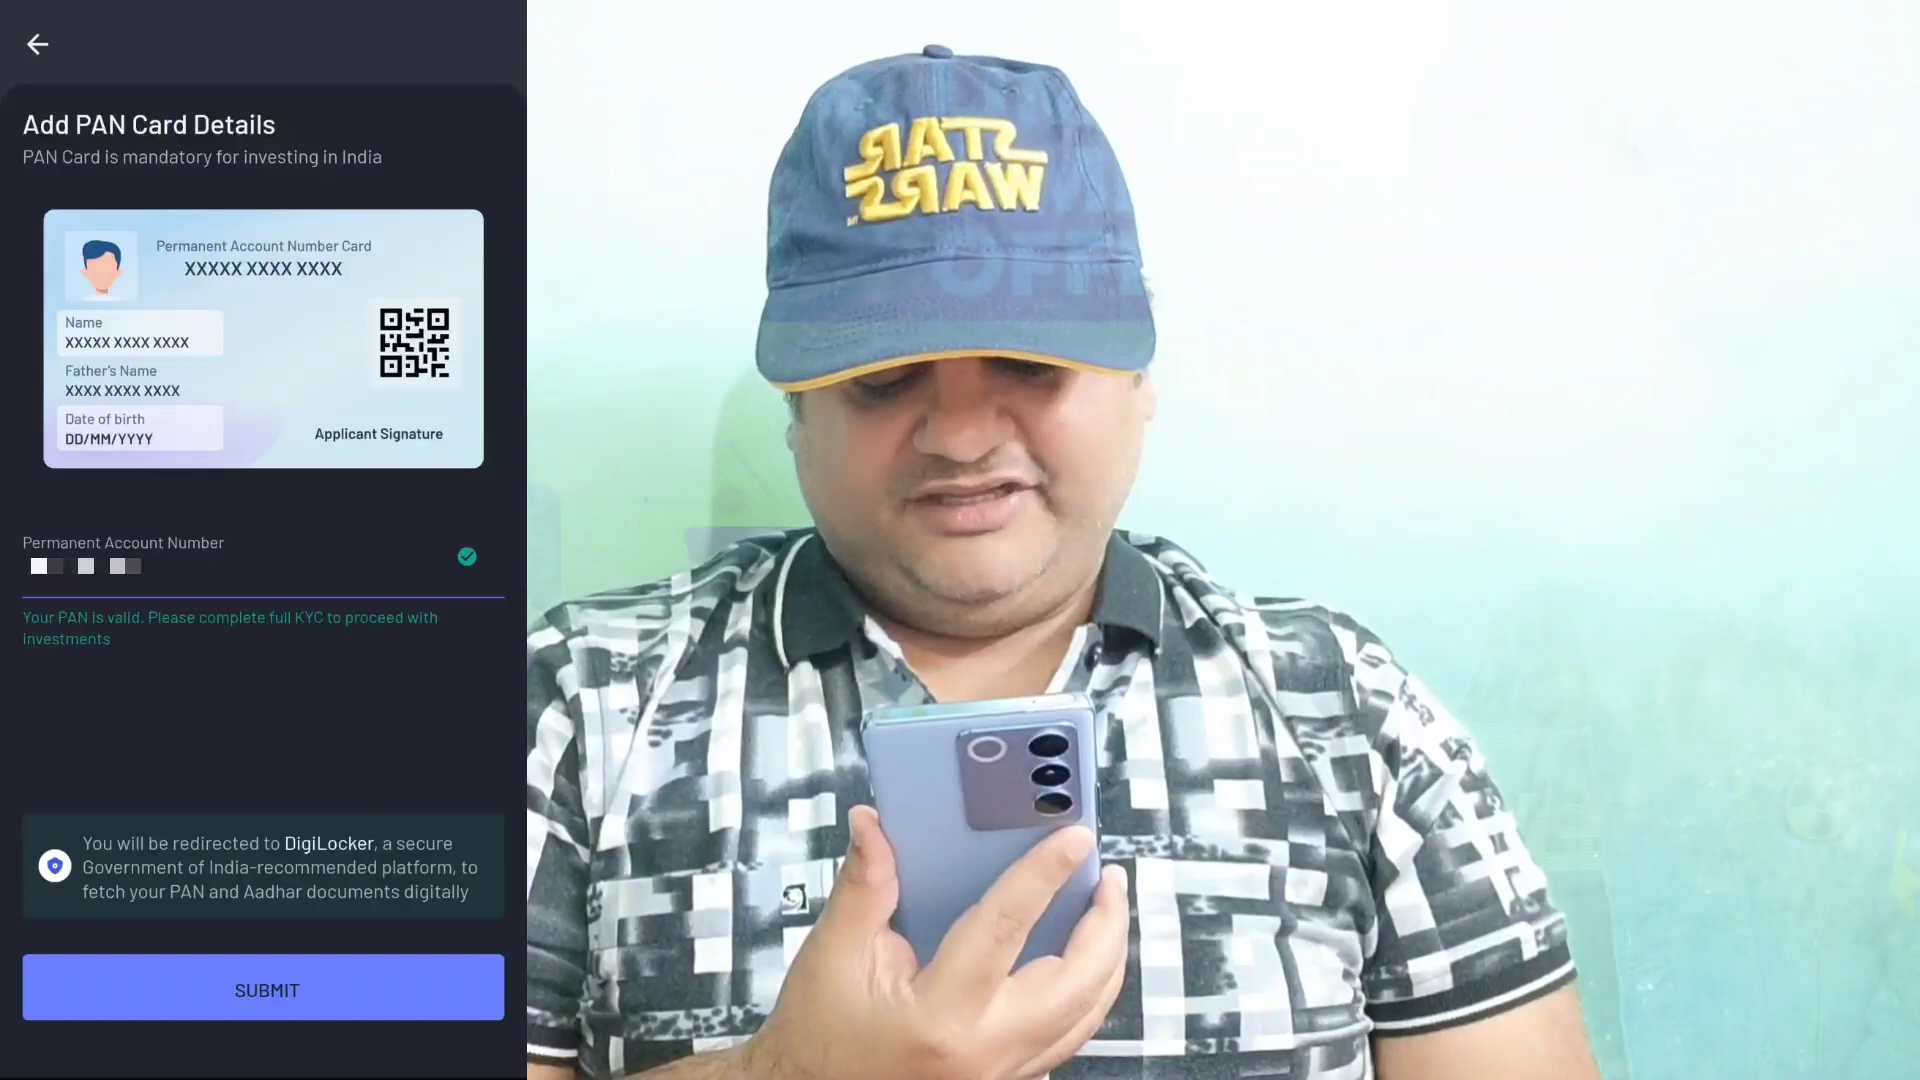 Add PAN Card Details
PAN Card is mandatory for investing in India
Permanent Account Number Card
XXXXX XXXX XXXX
Name
XXXXX XXXX XXXX
Father's Name
XXXX XXXX XXXX
Date of birth
DD/MM/YYYY
Applicant Signature
Permanent Account Number
Your PAN is valid. Please complete full KYC to proceed with
investments
You will be redirected to DigiLocker, a secure
Government of India-recommended platform, to
fetch your PAN and Aadhar documents digitally
SUBMIT
STAR
WARS